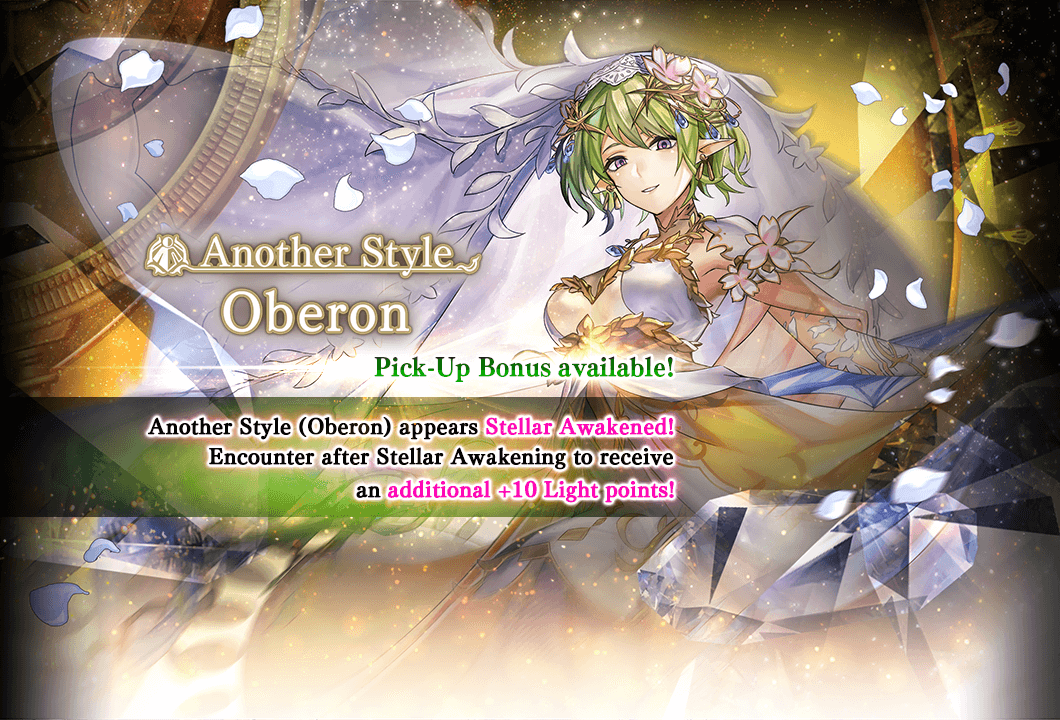 Another Style
Oberon
Pick-Up Bonus available!
Another Style (Oberon) appears Stellar Awakened!
Encounter after Stellar Awakening to receive
an additional +10 Light points!